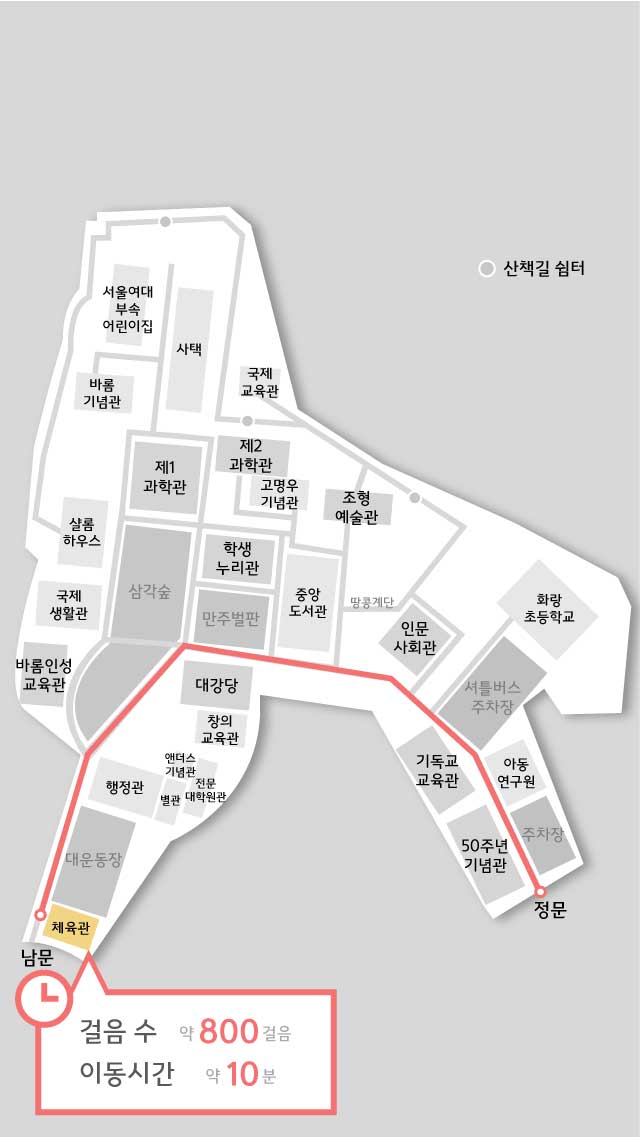 산책길 쉼터
서울여대
부속
어린이집
사택
바롬
기념관
국제
교육관
제1
과학관
제2
과학관
고명우
기념관
조형
예술관
샬롬
하우스
학생
누리관
삼각숲
중앙
도서관
만주벌판
땅콩계단
국제
생활관
인문
사회관
화랑
초등학교
바롬인성
교육관
대강당
셔틀버스
주차장
창의
교육관
앤더스
기념관
행정관
별관
전문
대학원관
기독교
교육관
아동
연구원
대운동장
50주년
기념관
주차장
체육관
정문
남문
걸음 수 약 800 걸음
이동시간 약 10 분